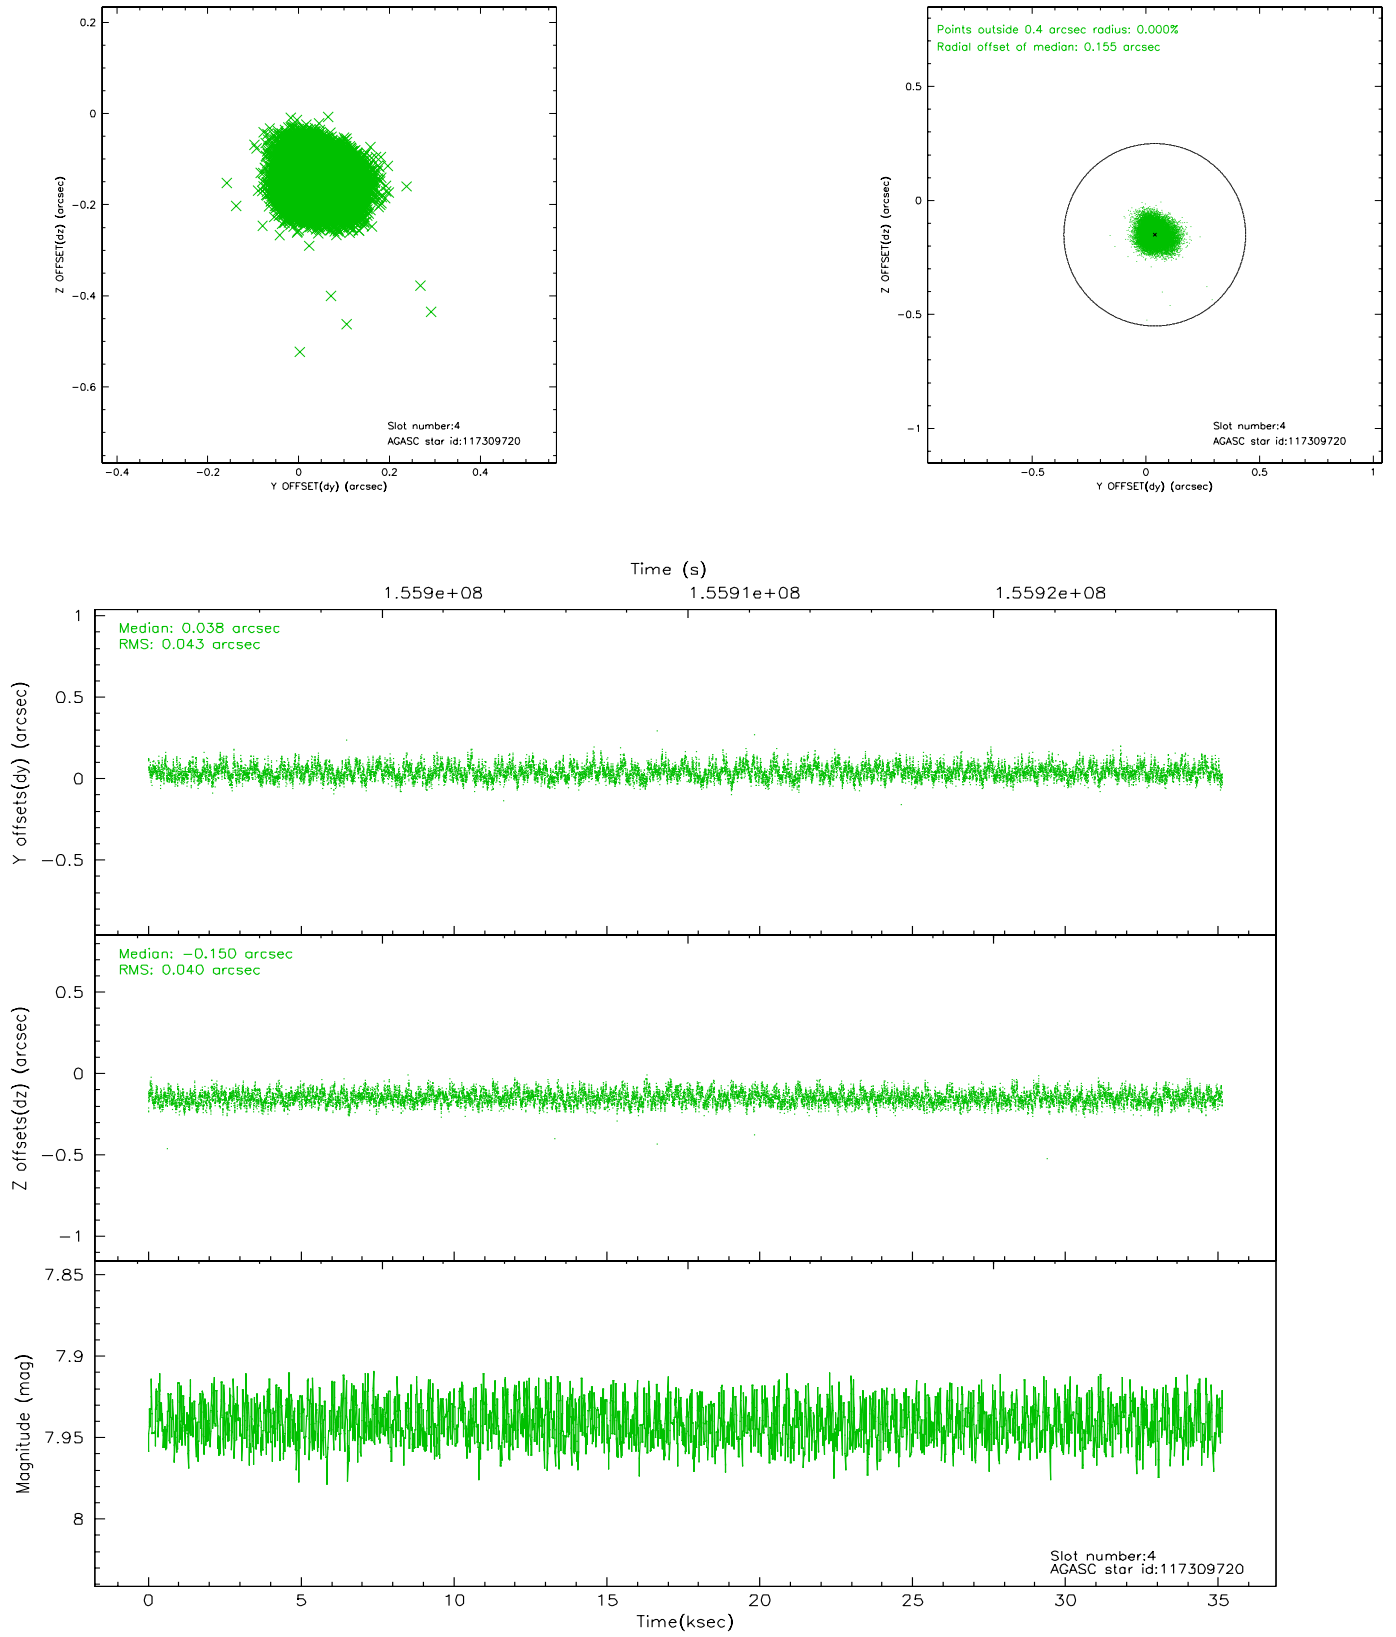 0.2
0
-0.2
-0.4
-0.6
Z OFFSET(dz) (arcsec)
Slot number:4
AGASC star id:117309720
-0.4 -0.2 0 0.2 0.4
Y OFFSET(dy) (arcsec)
Points outside 0.4 arcsec radius: 0.000%
Radial offset of median: 0.155 arcsec
0.5
0
-0.5
-1
Z OFFSET(dz) (arcsec)
Slot number:4
AGASC star id:117309720
-0.5 0 0.5 1
Y OFFSET(dy) (arcsec)
Time (s)
1.559e+08 1.5591e+08 1.5592e+08
Median: 0.038 arcsec
RMS: 0.043 arcsec
1
0.5
0
-0.5
Y offsets(dy) (arcsec)
Median: -0.150 arcsec
RMS: 0.040 arcsec
0.5
0
-0.5
-1
Z offsets(dz) (arcsec)
7.85
7.9
7.95
8
Magnitude (mag)
Slot number:4
AGASC star id:117309720
0 5 10 15 20 25 30 35
Time(ksec)